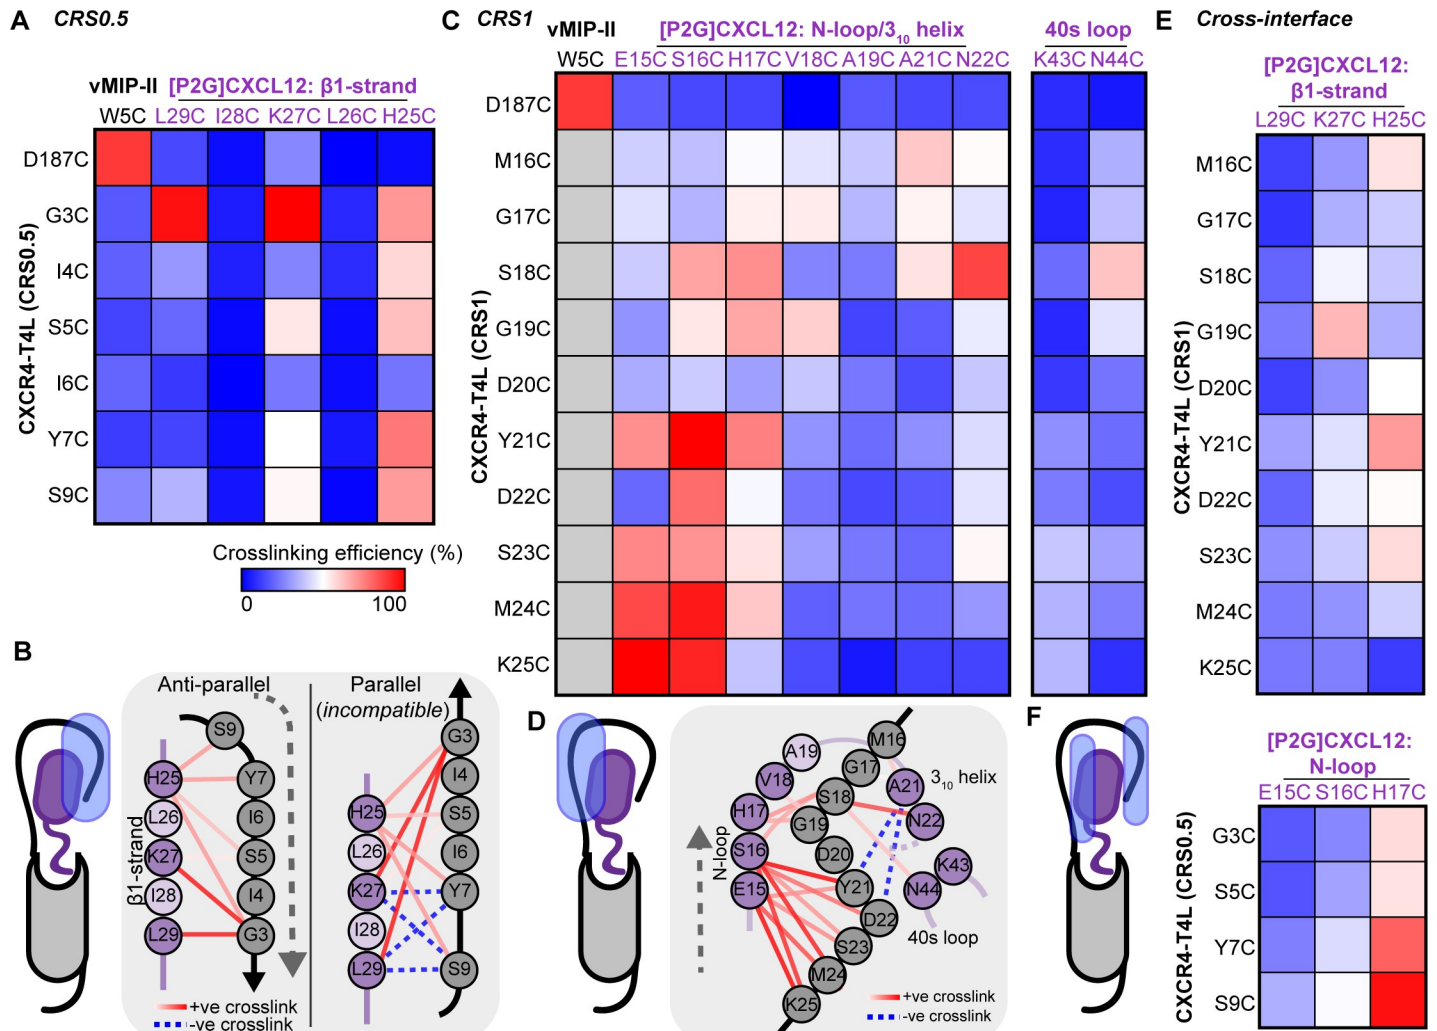 A CRS0.5
vMIP-II [P2G]CXCL12: β1-strand
W5C L29C I28C K27C L26C H25C
CXCR4-T4L (CRS0.5)
D187C
G3C
I4C
S5C
I6C
Y7C
S9C
Crosslinking efficiency (%)
0 100
B
Anti-parallel
S9
H25 Y7
L26 I6
K27 S5
I28 I4
L29 G3
β1-strand
+ve crosslink
-ve crosslink
Parallel
(incompatible)
G3
I4
H25 S5
L26 I6
K27 Y7
I28
L29 S9
C CRS1
vMIP-II [P2G]CXCL12: N-loop/3₁₀ helix 40s loop
W5C E15C S16C H17C V18C A19C A21C N22C K43C N44C
CXCR4-T4L (CRS1)
D187C
M16C
G17C
S18C
G19C
D20C
Y21C
D22C
S23C
M24C
K25C
D
A19 M16
V18 G17 A21 3₁₀ helix
H17 S18 N22
G19
S16 D20 K43
E15 Y21 N44
D22
S23 40s loop
M24
K25
N-loop
+ve crosslink
-ve crosslink
E Cross-interface
[P2G]CXCL12:
β1-strand
L29C K27C H25C
CXCR4-T4L (CRS1)
M16C
G17C
S18C
G19C
D20C
Y21C
D22C
S23C
M24C
K25C
F
[P2G]CXCL12:
N-loop
E15C S16C H17C
CXCR4-T4L (CRS0.5)
G3C
S5C
Y7C
S9C